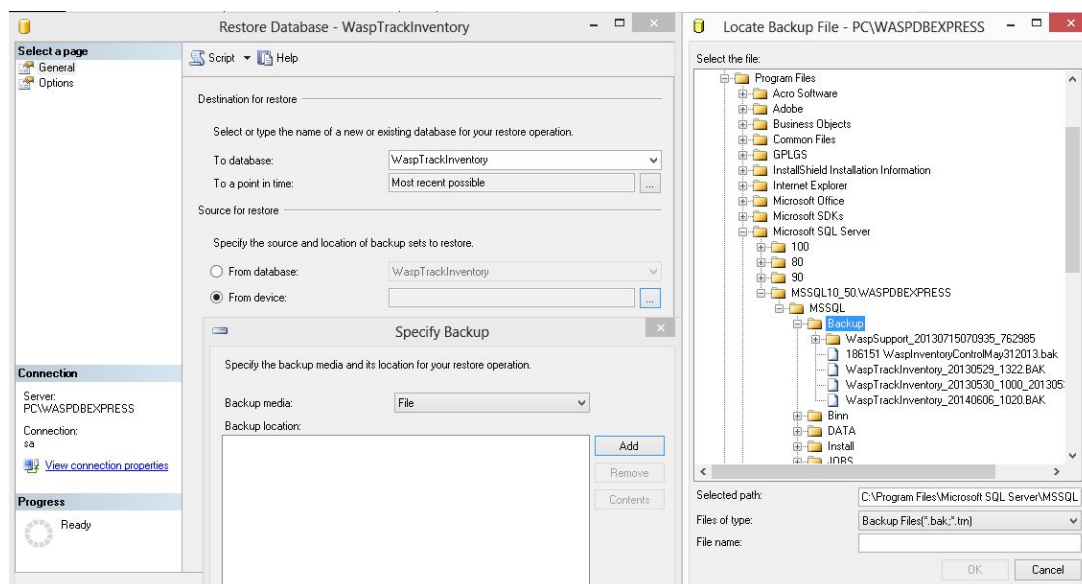 Restore Database - WaspTrackInventory
Select a page
General
Options
Script Help
Destination for restore
Select or type the name of a new or existing database for your restore operation.
To database: WaspTrackInventory
To a point in time: Most recent possible ...
Source for restore
Specify the source and location of backup sets to restore.
From database: WaspTrackInventory
From device: ...
Connection
Server:
PC\WASPDBEXPRESS
Connection:
sa
View connection properties
Progress
Ready
Specify Backup
Specify the backup media and its location for your restore operation.
Backup media: File
Backup location:
Add
Remove
Contents
Locate Backup File - PC\WASPDBEXPRESS
Select the file:
Program Files
Acro Software
Adobe
Business Objects
Common Files
GPLGS
InstallShield Installation Information
Internet Explorer
Microsoft Office
Microsoft SDKs
Microsoft SQL Server
100
80
90
MSSQL10_50.WASPDBEXPRESS
MSSQL
Backup
WaspSupport_20130715070935_762985
186151 WaspInventoryControlMay312013.bak
WaspTrackInventory_20130529_1322.BAK
WaspTrackInventory_20130530_1000_201305
WaspTrackInventory_20140606_1020.BAK
Binn
DATA
Install
JOBS
Selected path: C:\Program Files\Microsoft SQL Server\MSSQL
Files of type: Backup Files(*.bak;*.trn)
File name:
OK Cancel